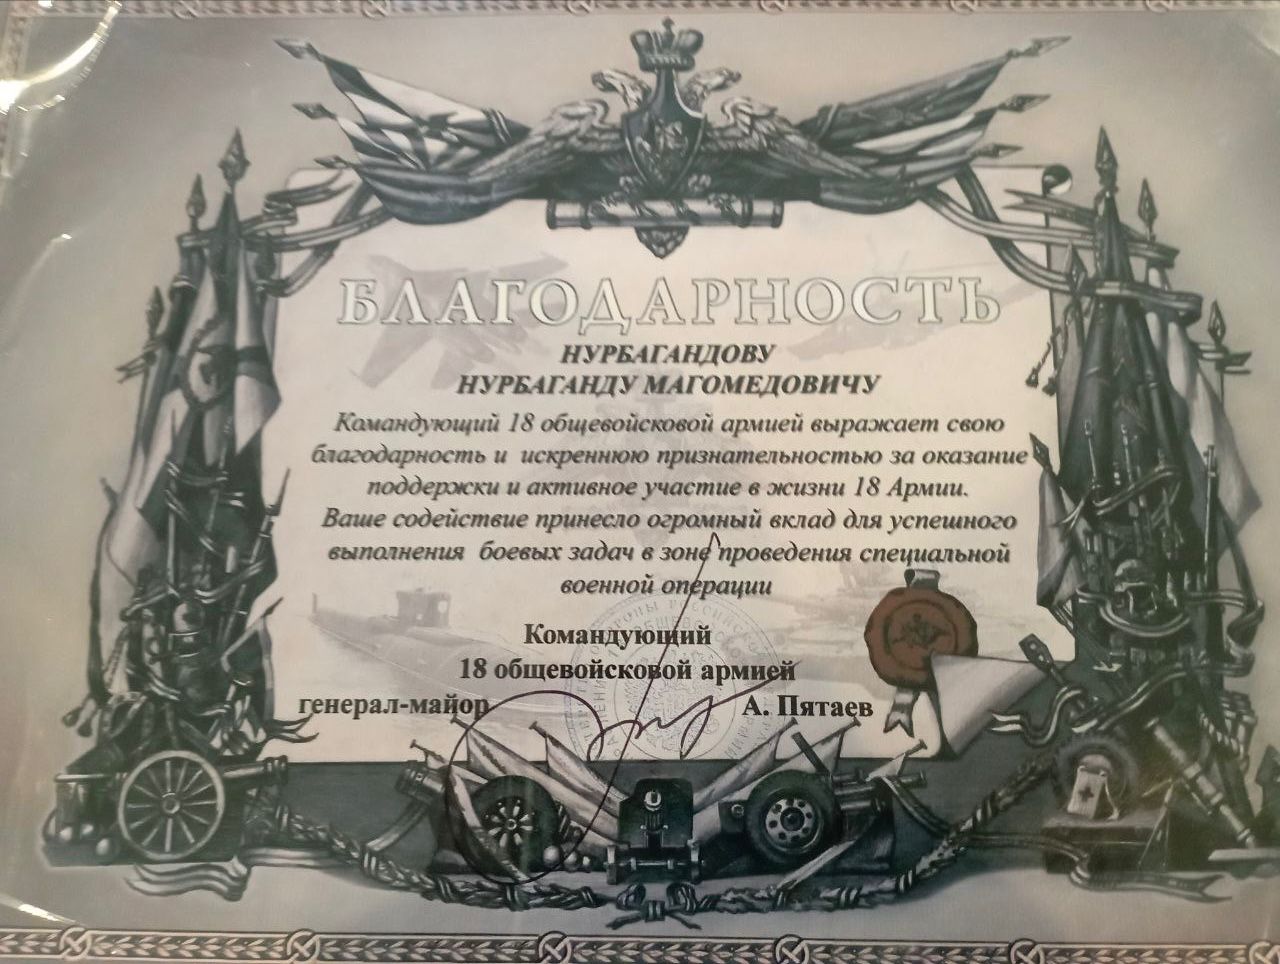 БЛАГОДАРНОСТЬ
НУРБАГАНДОВУ
НУРБАГАНДУ МАГОМЕДОВИЧУ
Командующий 18 общевойсковой армией выражает свою
благодарность и искреннюю признательностью за оказание
поддержки и активное участие в жизни 18 Армии.
Ваше содействие принесло огромный вклад для успешного
выполнения боевых задач в зоне проведения специальной
военной операции
Командующий
18 общевойсковой армией
генерал-майор А. Пятаев